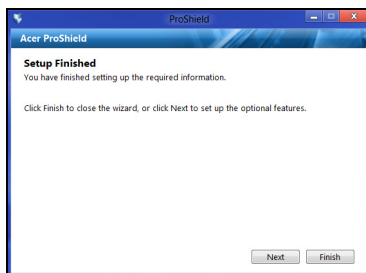 ProShield
Acer ProShield
Setup Finished
You have finished setting up the required information.
Click Finish to close the wizard, or click Next to set up the optional features.
Next Finish